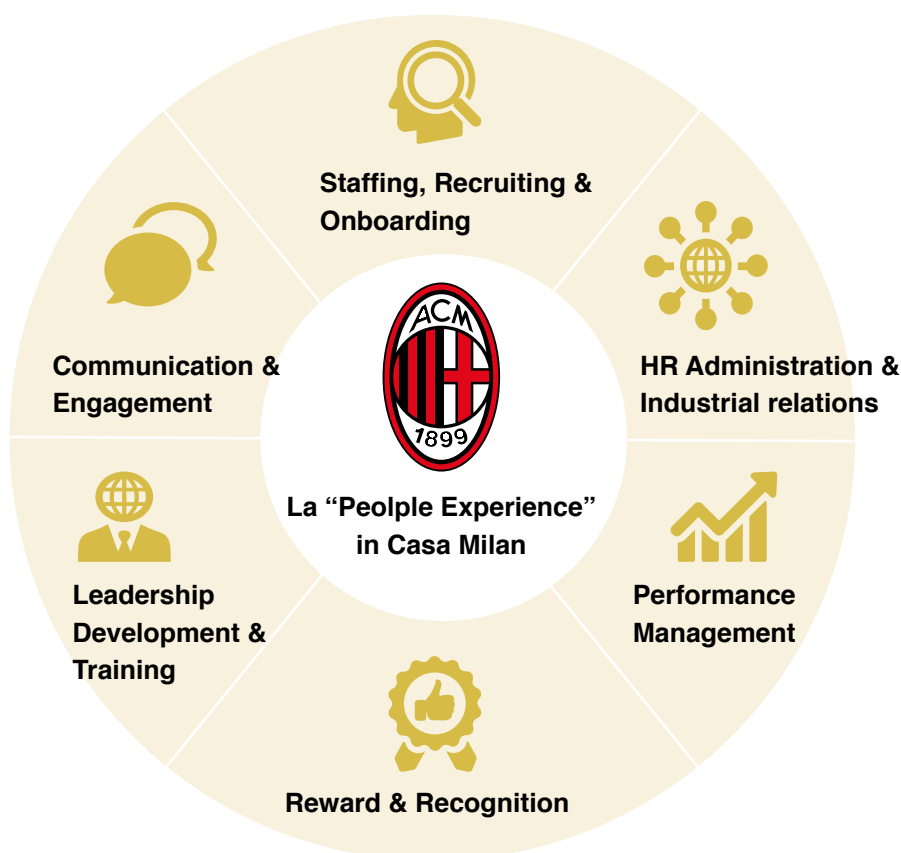 Staffing, Recruiting &
Onboarding
HR Administration &
Industrial relations
Performance
Management
Reward & Recognition
Leadership
Development &
Training
Communication &
Engagement
ACM
1899
La “Peolple Experience”
in Casa Milan